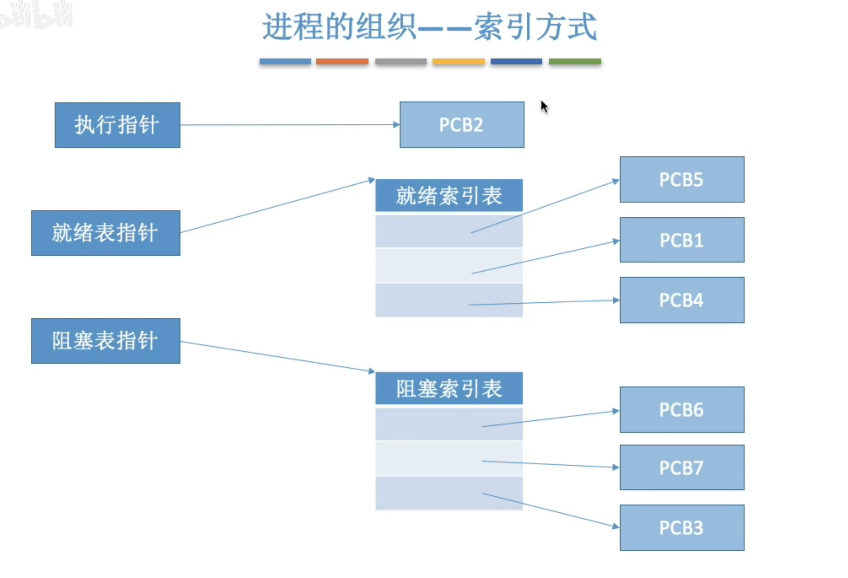 进程的组织——索引方式
执行指针
PCB2
就绪表指针
就绪索引表
PCB5
PCB1
PCB4
阻塞表指针
阻塞索引表
PCB6
PCB7
PCB3